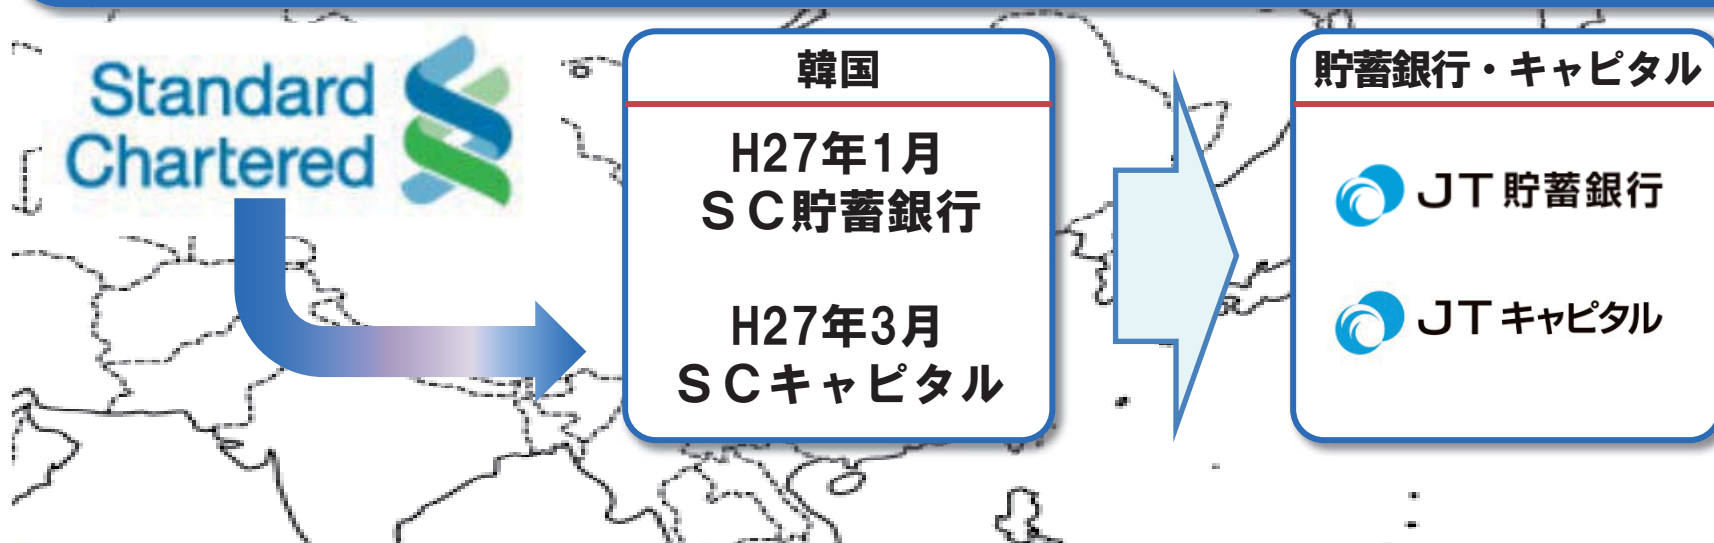 Standard
Chartered
韓国
H27年1月
ＳＣ貯蓄銀行
H27年3月
ＳＣキャピタル
貯蓄銀行・キャピタル
JT貯蓄銀行
JTキャピタル